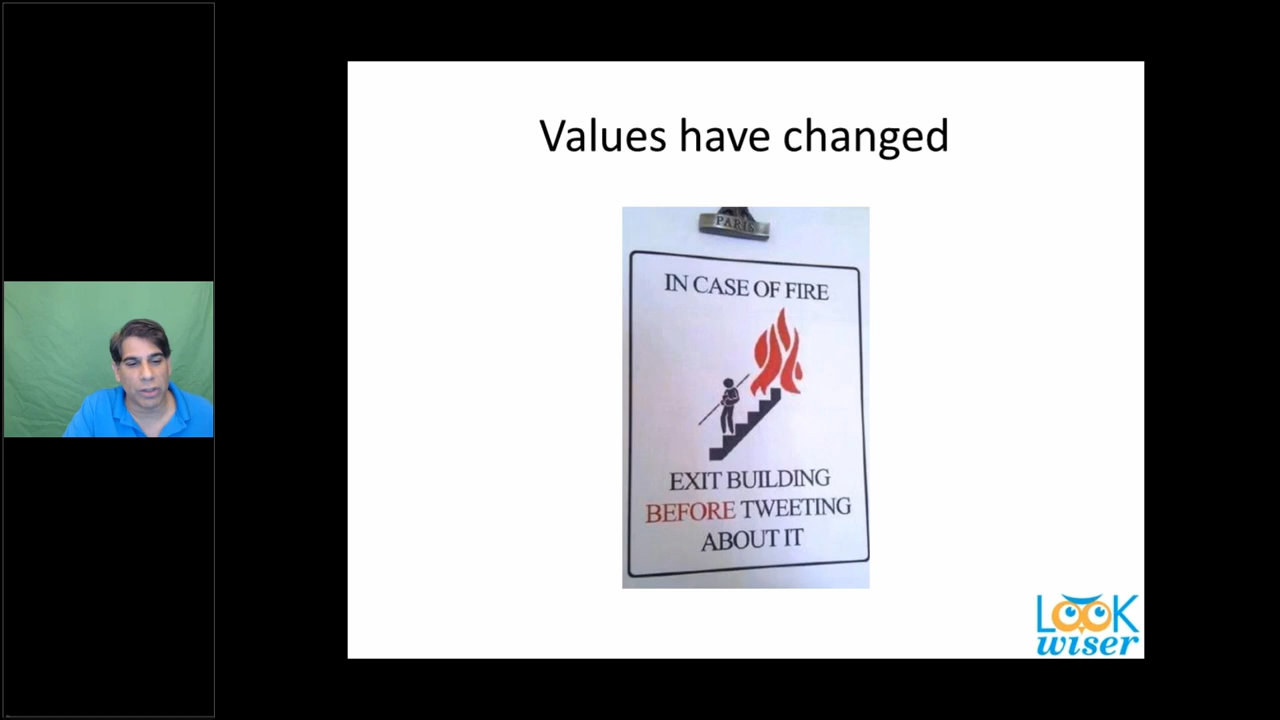 Values have changed
PARIS
IN CASE OF FIRE
EXIT BUILDING
BEFORE TWEETING
ABOUT IT
LOOK
wiser